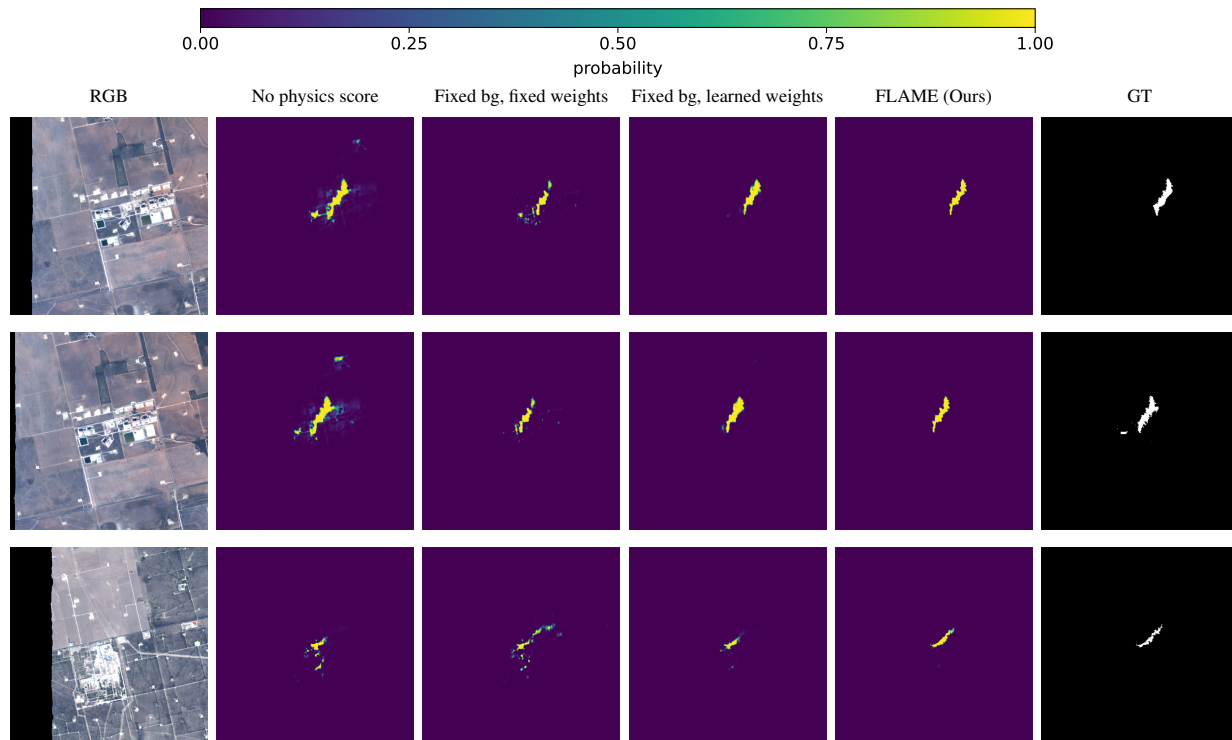 0.00 0.25 0.50 0.75 1.00
probability
RGB No physics score Fixed bg, fixed weights Fixed bg, learned weights FLAME (Ours) GT